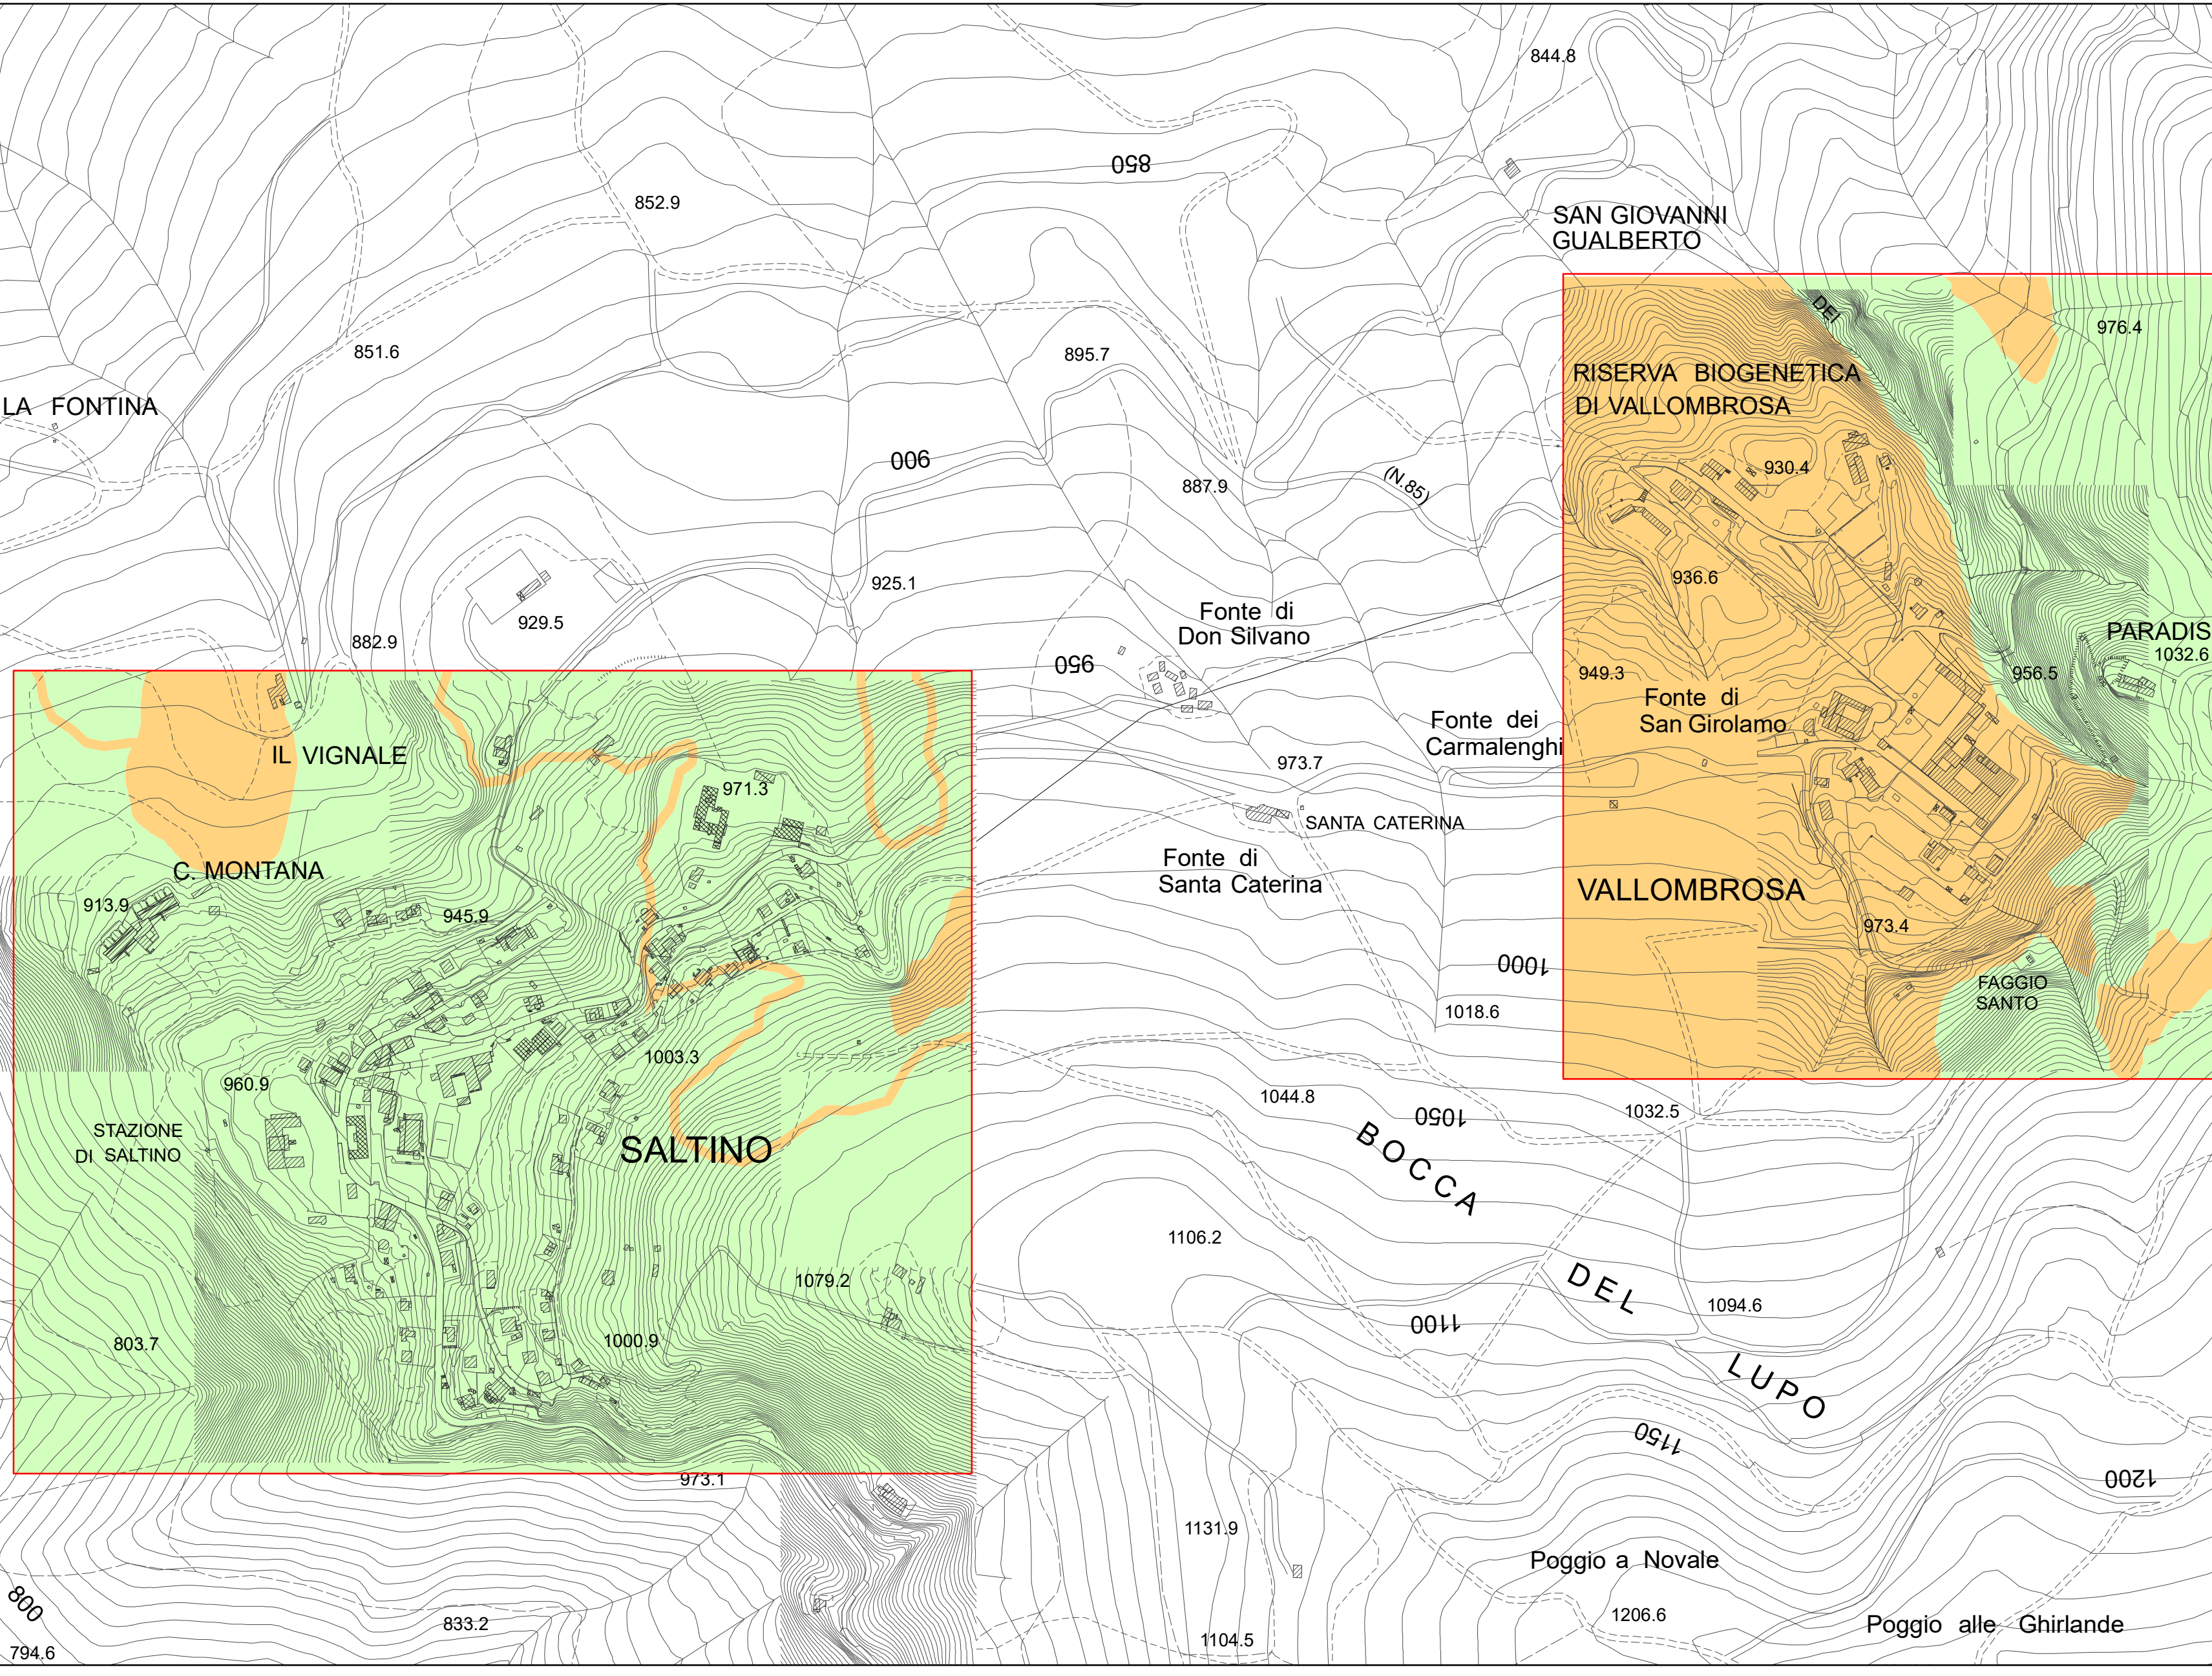 844.8
850
852.9
SAN GIOVANNI
GUALBERTO
DEI
976.4
851.6
895.7
RISERVA BIOGENETICA
DI VALLOMBROSA
LA FONTINA
900
930.4
887.9
(N.85)
936.6
925.1
929.5
Fonte di
Don Silvano
882.9
PARADIS
1032.6
950
949.3
956.5
Fonte di
San Girolamo
Fonte dei
Carmalenghi
IL VIGNALE
973.7
971.3
SANTA CATERINA
Fonte di
Santa Caterina
C. MONTANA
VALLOMBROSA
913.9
945.9
973.4
1000
FAGGIO
SANTO
1018.6
1003.3
960.9
1044.8
1050
1032.5
STAZIONE
DI SALTINO
SALTINO
BOCCA
1106.2
1079.2
DEL
1094.6
1100
803.7
1000.9
LUPO
1150
973.1
1200
1131.9
Poggio a Novale
800
833.2
1206.6
Poggio alle Ghirlande
1104.5
794.6